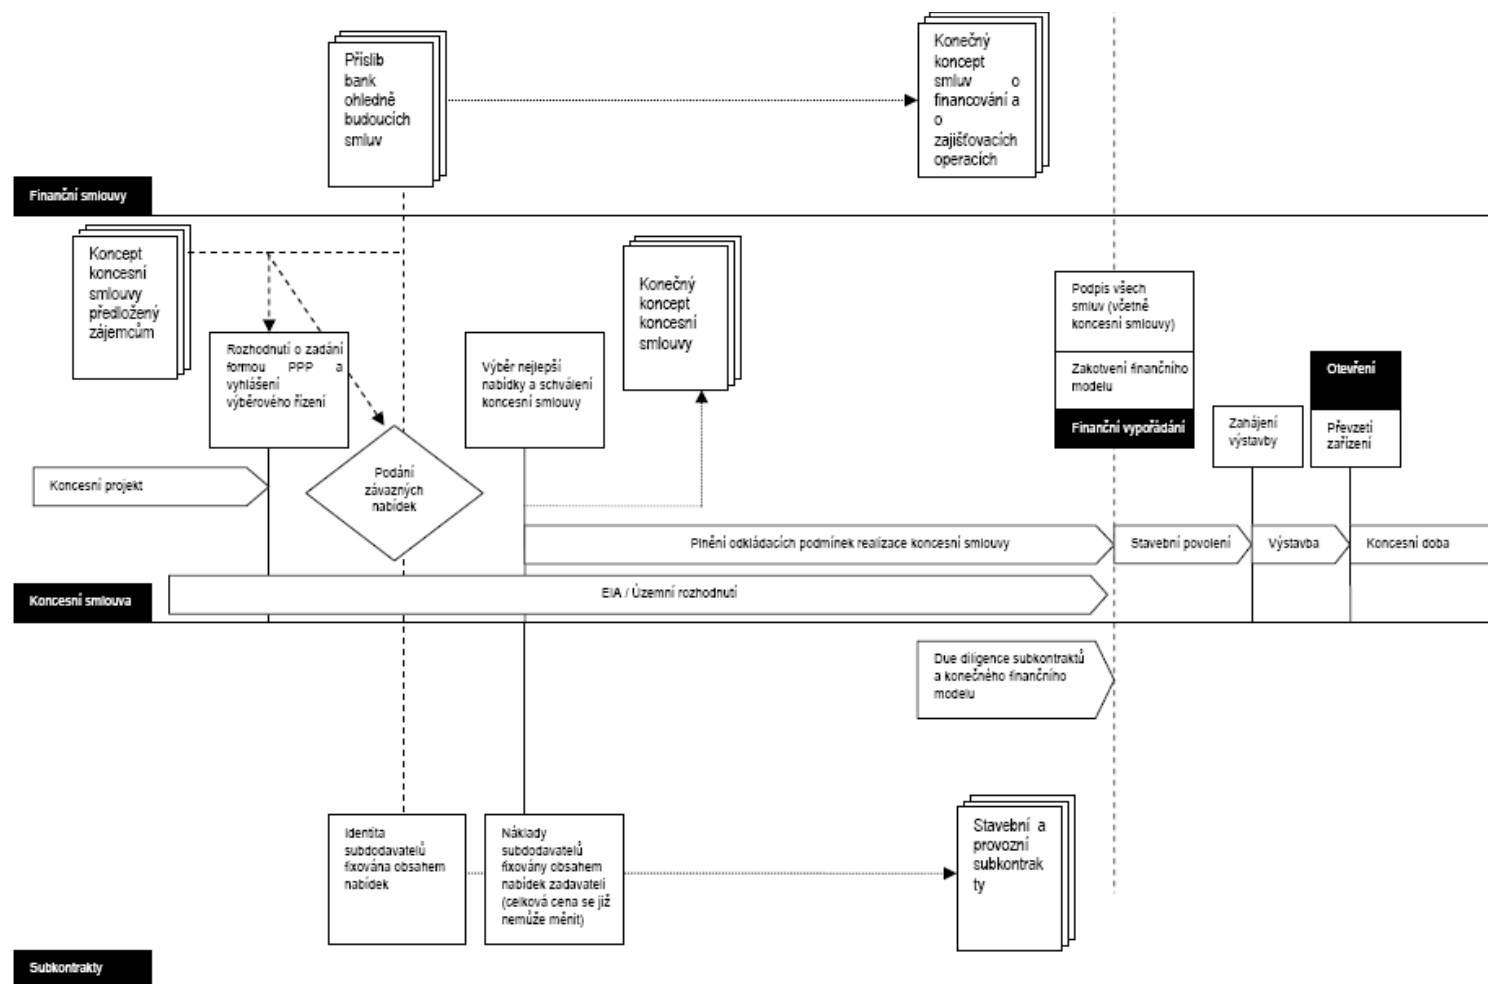 Příslib
bank
ohledně
budoucích
smluv
Konečný
koncept
smluv o
financování a
o
zajišťovacích
operacích
Finanční smlouvy
Koncept
koncesní
smlouvy
předložený
zájemcům
Rozhodnutí o zadání
formou PPP a
vyhlášení
výběrového řízení
Výběr nejlepší
nabídky a schválení
koncesní smlouvy
Konečný
koncept
koncesní
smlouvy
Podpis všech
smluv (včetně
koncesní smlouvy)
Zakotvení finančního
modelu
Finanční vypořádání
Zahájení
výstavby
Otevření
Převzetí
zařízení
Koncesní projekt
Podání
závazných
nabídek
Plnění odkládacích podmínek realizace koncesní smlouvy
Stavební povolení
Výstavba
Koncesní doba
EIA / Územní rozhodnutí
Koncesní smlouva
Due diligence subkontraktů
a konečného finančního
modelu
Identita
subdodavatelů
fixována obsahem
nabídek
Náklady
subdodavatelů
fixovány obsahem
nabídek zadavateli
(celková cena se již
nemůže měnit)
Stavební a
provozní
subkontrak
ty
Subkontrakty